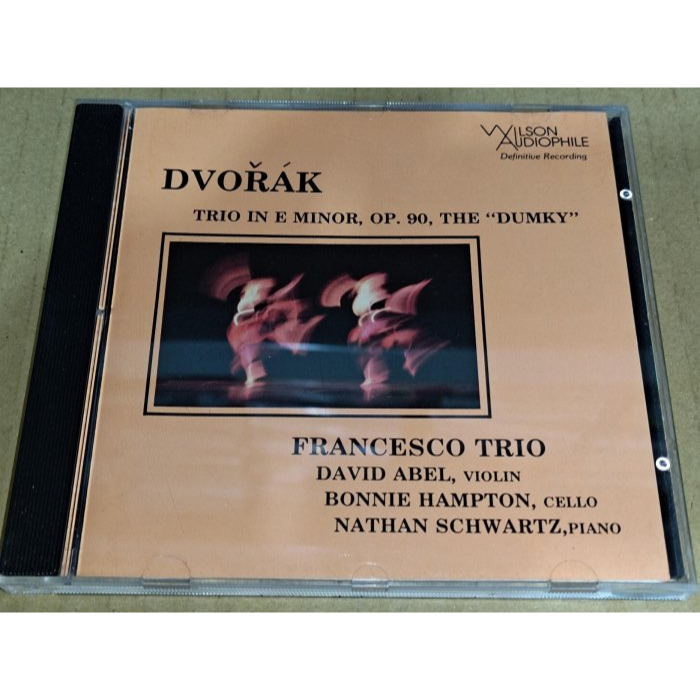 WILSON
AUDIOPHILE
Definitive Recording
DVOŘÁK
TRIO IN E MINOR, OP. 90, THE “DUMKY”
FRANCESCO TRIO
DAVID ABEL, VIOLIN
BONNIE HAMPTON, CELLO
NATHAN SCHWARTZ,PIANO